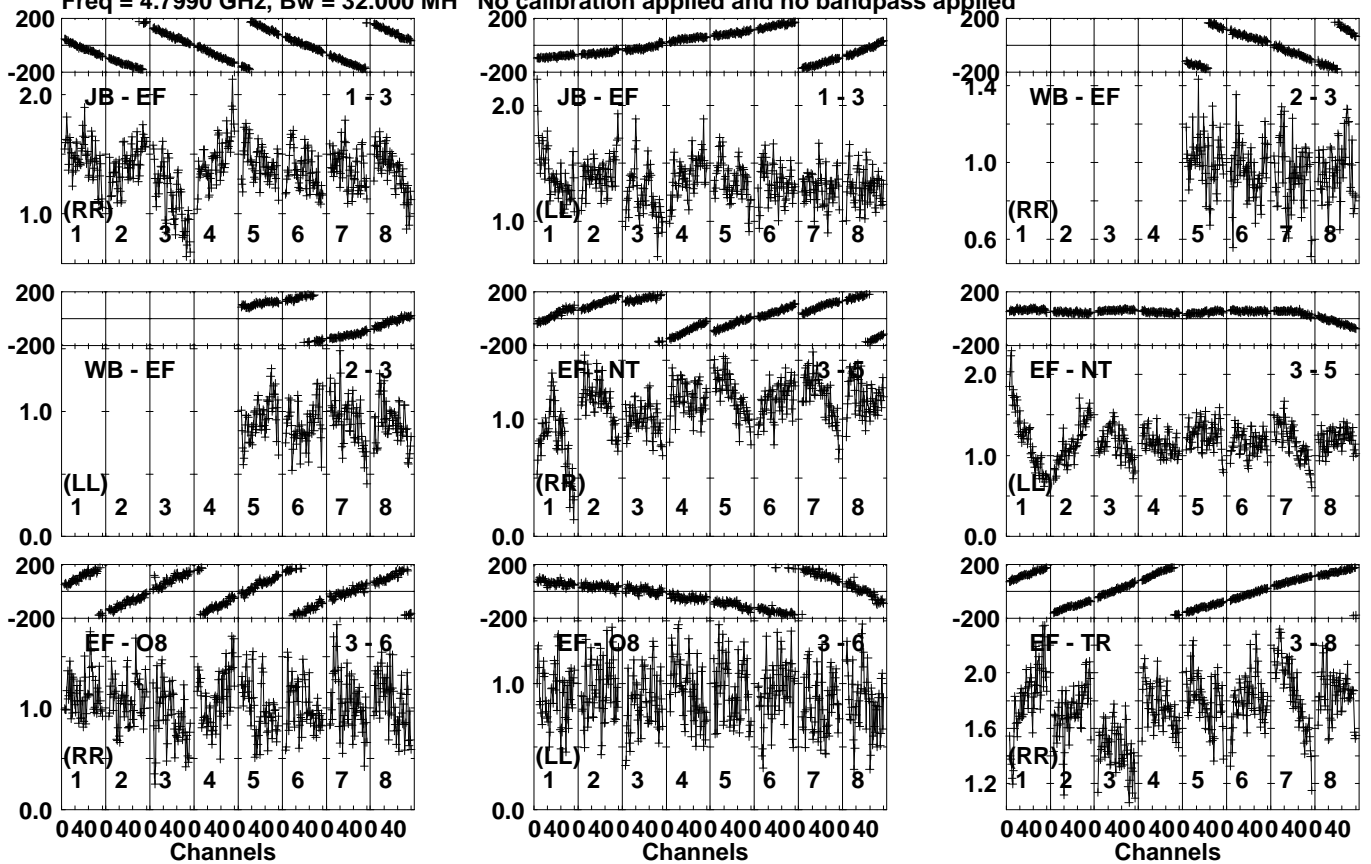 Freq = 4.7990 GHz, Bw = 32.000 MH No calibration applied and no bandpass applied
200
-200
JB - EF 1 - 3
2.0
1.0
(RR)
1 2 3 4 5 6 7 8
200
-200
JB - EF 1 - 3
2.0
1.0
(LL)
1 2 3 4 5 6 7 8
200
-200
WB - EF 2 - 3
1.4
1.0
0.6
(RR)
1 2 3 4 5 6 7 8
200
-200
WB - EF 2 - 3
1.0
0.0
(LL)
1 2 3 4 5 6 7 8
200
-200
EF - NT 3 - 5
1.0
0.0
(RR)
1 2 3 4 5 6 7 8
200
-200
EF - NT 3 - 5
2.0
1.0
0.0
(LL)
1 2 3 4 5 6 7 8
200
-200
EF - O8 3 - 6
1.0
0.0
(RR)
1 2 3 4 5 6 7 8
0 40 0 40 0 40 0 40 0 40 0 40 0 40 0 40
Channels
200
-200
EF - O8 3 - 6
1.0
0.0
(LL)
1 2 3 4 5 6 7 8
0 40 0 40 0 40 0 40 0 40 0 40 0 40 0 40
Channels
200
-200
EF - TR 3 - 8
2.0
1.6
1.2
(RR)
1 2 3 4 5 6 7 8
0 40 0 40 0 40 0 40 0 40 0 40 0 40 0 40
Channels